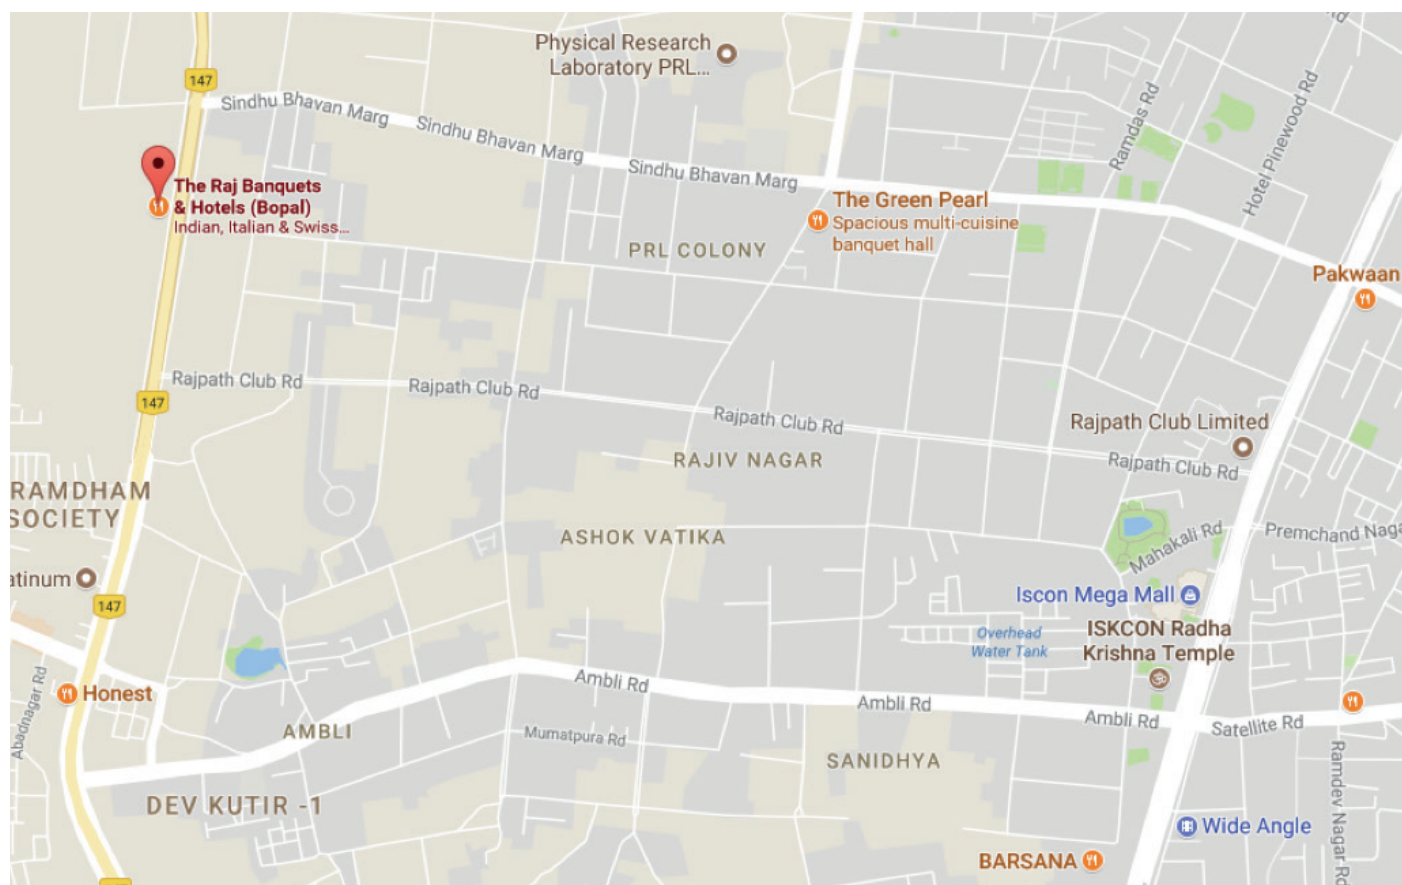 Physical Research
Laboratory PRL...
147
Sindhu Bhavan Marg
Sindhu Bhavan Marg
Sindhu Bhavan Marg
Ramdas Rd
Hotel Pinewood Rd
The Raj Banquets
& Hotels (Bopal)
Indian, Italian & Swiss...
The Green Pearl
Spacious multi-cuisine
banquet hall
PRL COLONY
Pakwaan
Rajpath Club Rd
Rajpath Club Rd
147
Rajpath Club Rd
Rajpath Club Limited
Rajpath Club Rd
RAJIV NAGAR
RAMDHAM
SOCIETY
ASHOK VATIKA
Mahakali Rd
Premchand Naga
atinum
147
Iscon Mega Mall
Overhead
Water Tank
ISKCON Radha
Krishna Temple
Abadnagar Rd
Honest
Ambli Rd
Ambli Rd
Ambli Rd
Satellite Rd
AMBLI
Mumatpura Rd
SANIDHYA
Ramdev Nagar Rd
DEV KUTIR -1
Wide Angle
BARSANA
147